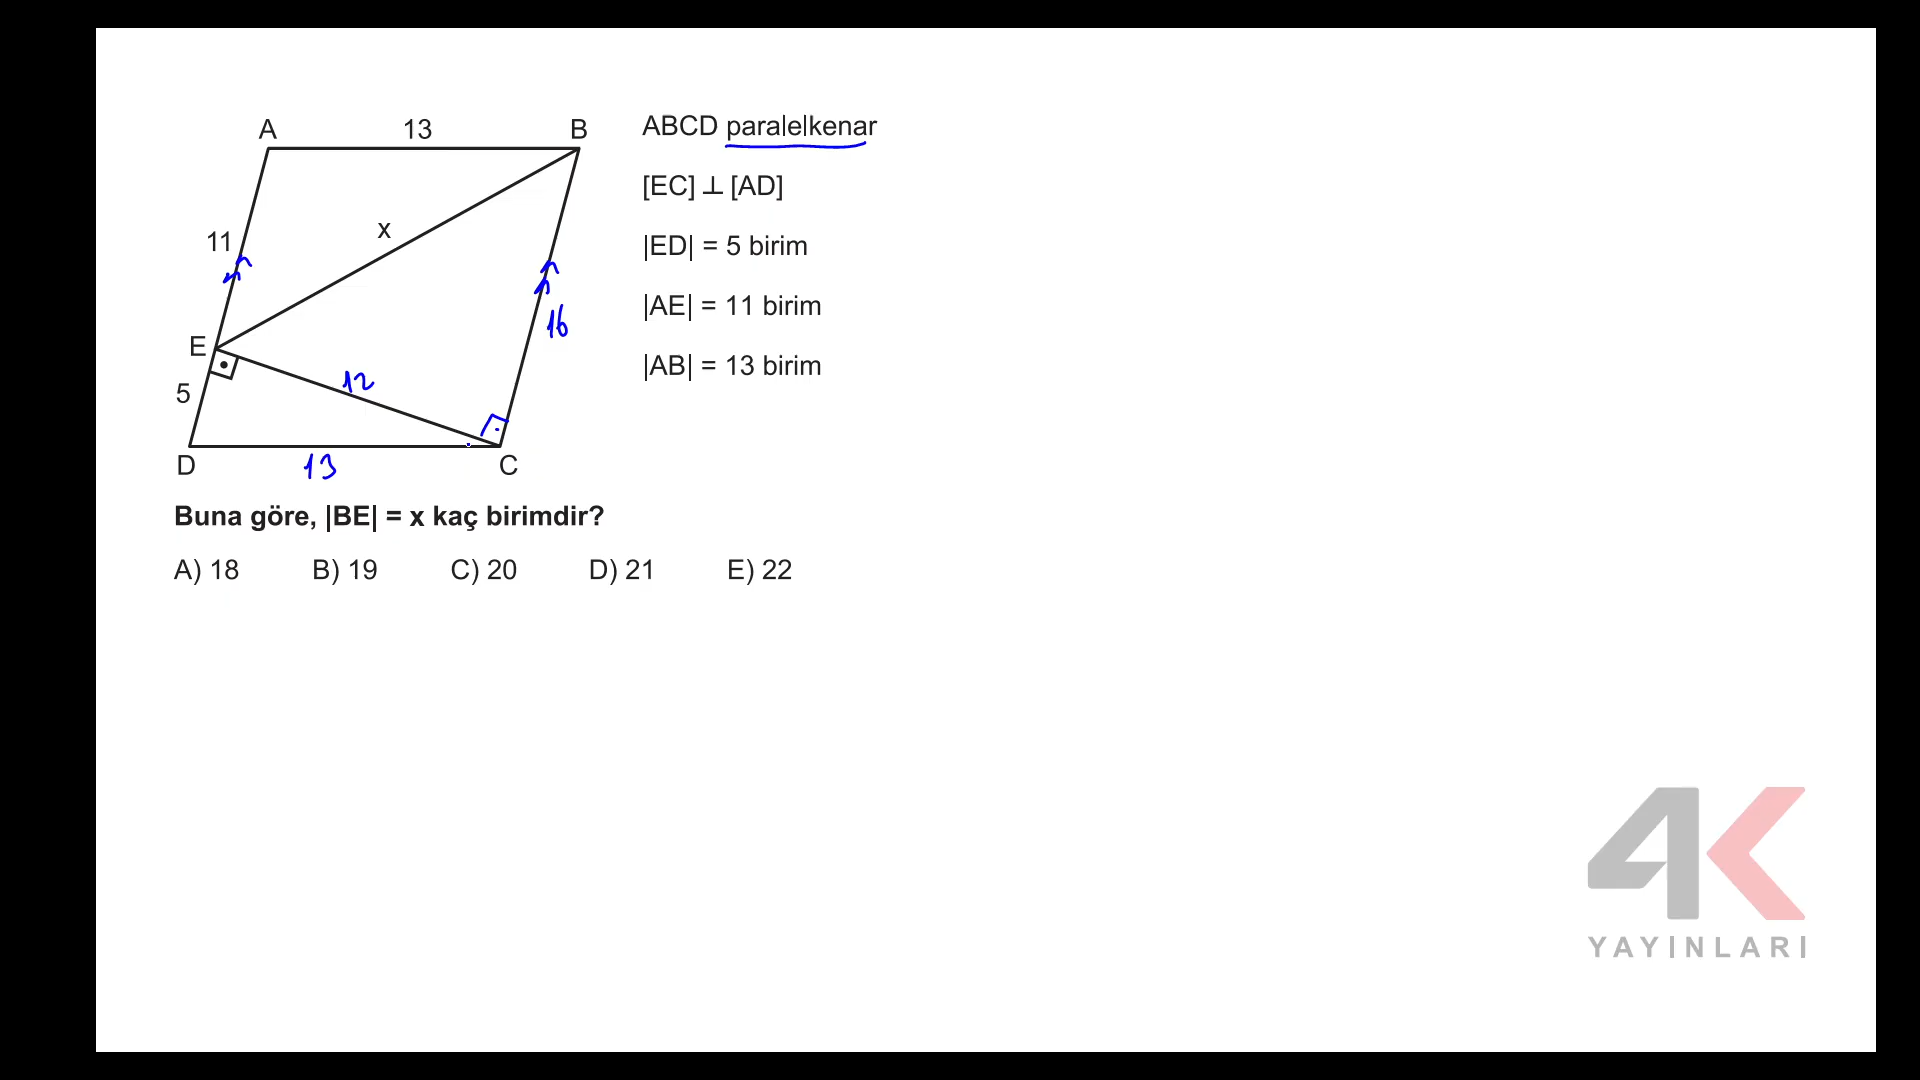 A 13 B
ABCD paralelkenar
[EC] ⊥ [AD]
11
x
|ED| = 5 birim
16
|AE| = 11 birim
E
12
5
|AB| = 13 birim
D 13 C
Buna göre, |BE| = x kaç birimdir?
A) 18 B) 19 C) 20 D) 21 E) 22
4K
YAYINLARI